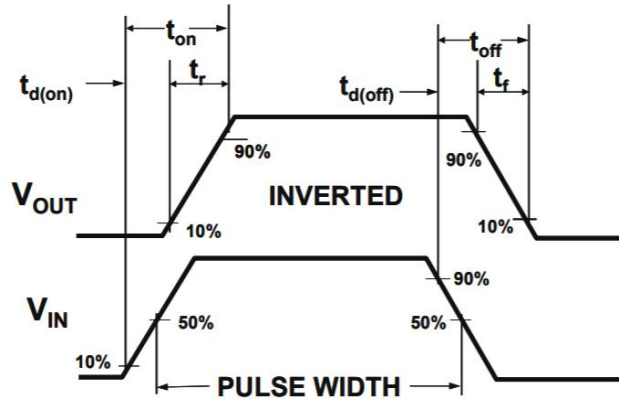 ton
toff
td(on)
tr
td(off)
tf
90%
90%
VOUT
INVERTED
10%
10%
90%
VIN
50%
50%
10%
PULSE WIDTH